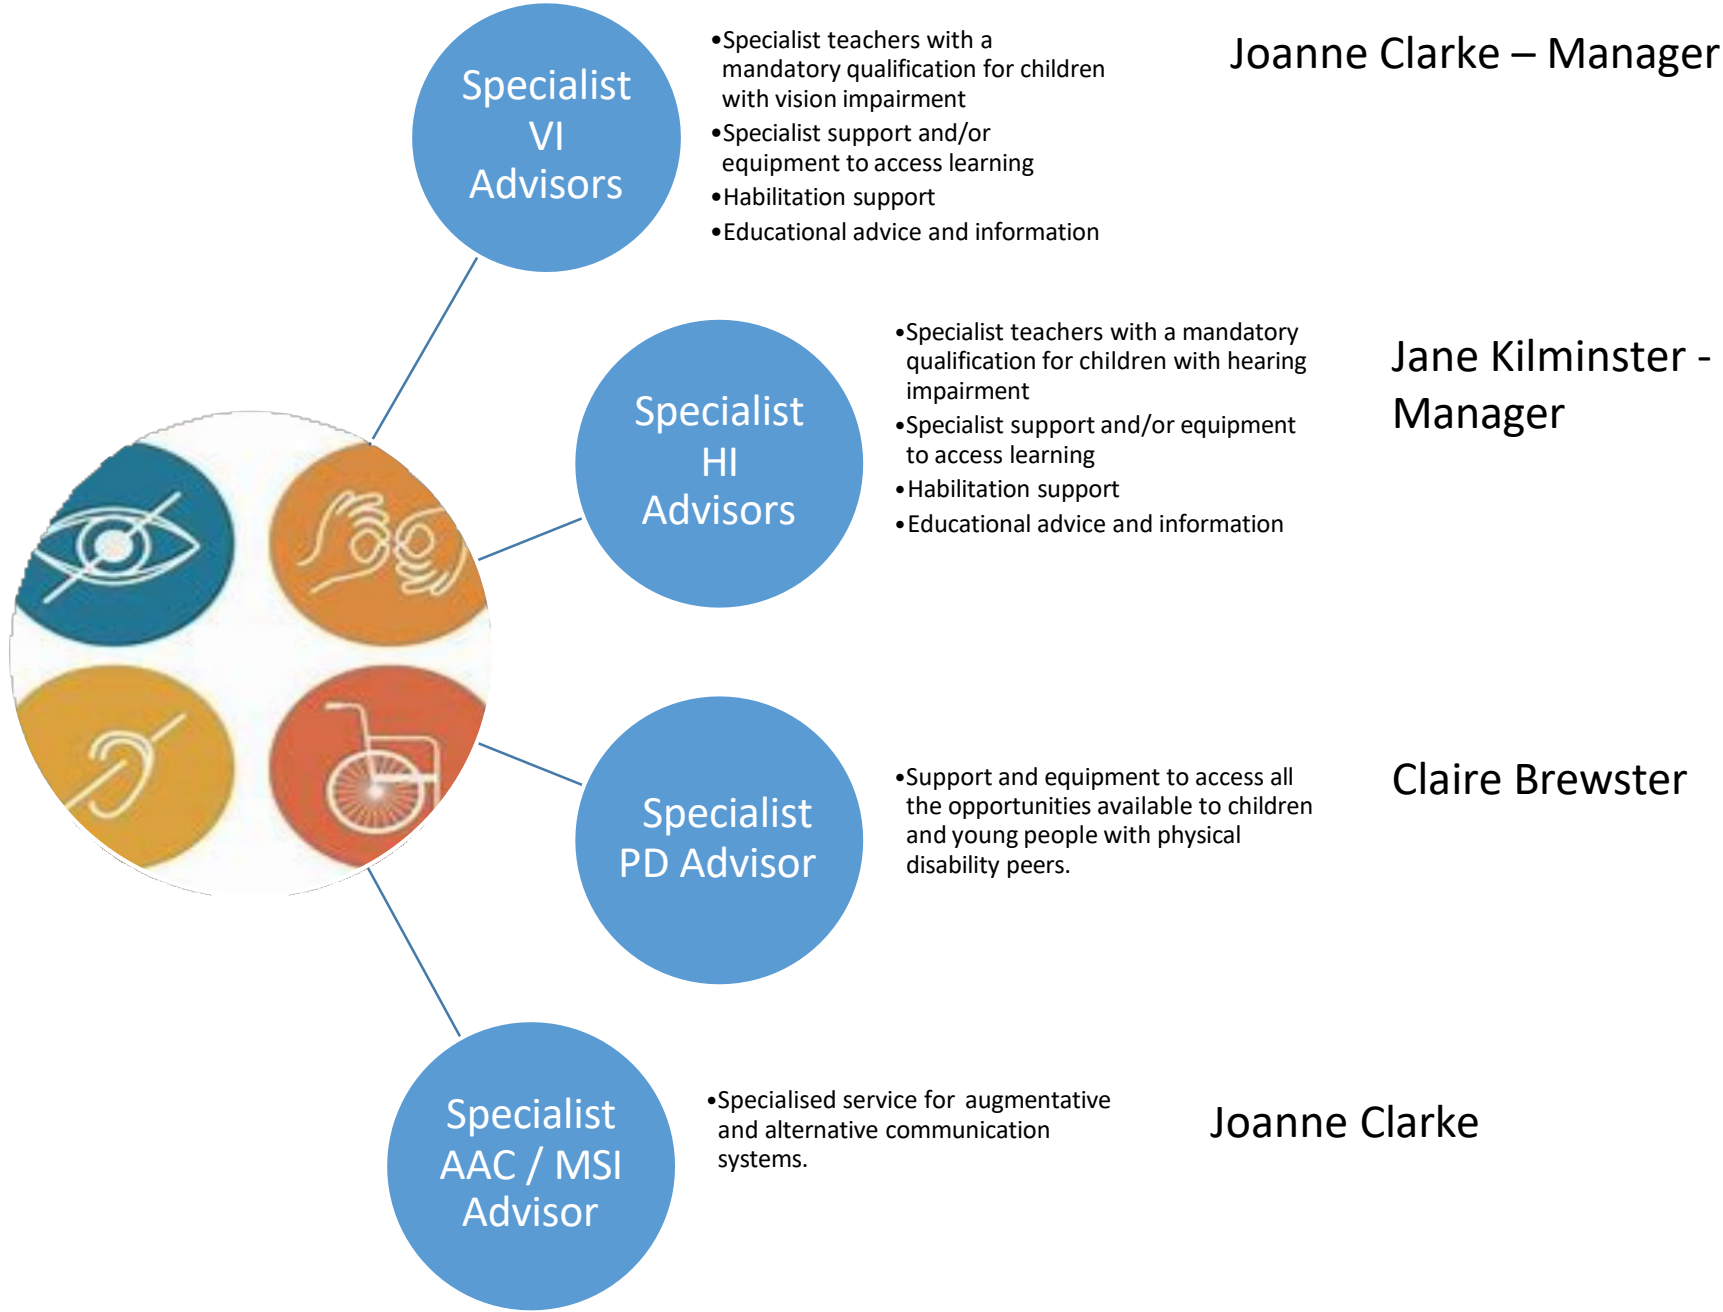 Specialist
VI
Advisors
•Specialist teachers with a
mandatory qualification for children
with vision impairment
•Specialist support and/or
equipment to access learning
•Habilitation support
•Educational advice and information
Joanne Clarke – Manager
Specialist
HI
Advisors
•Specialist teachers with a mandatory
qualification for children with hearing
impairment
•Specialist support and/or equipment
to access learning
•Habilitation support
•Educational advice and information
Jane Kilminster -
Manager
Specialist
PD Advisor
•Support and equipment to access all
the opportunities available to children
and young people with physical
disability peers.
Claire Brewster
Specialist
AAC / MSI
Advisor
•Specialised service for augmentative
and alternative communication
systems.
Joanne Clarke